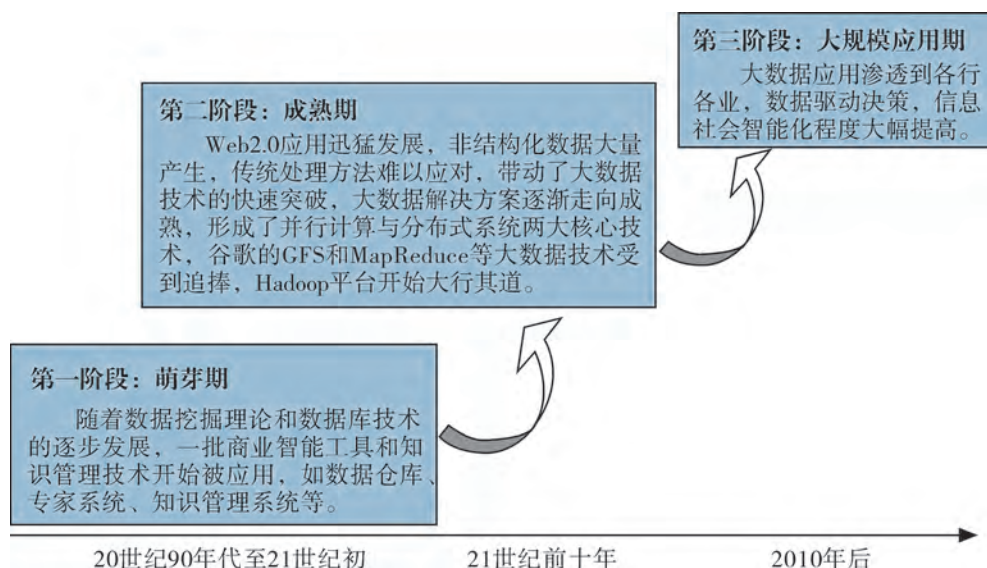 第三阶段：大规模应用期
大数据应用渗透到各行
各业，数据驱动决策，信息
社会智能化程度大幅提高。
第二阶段：成熟期
Web2.0应用迅猛发展，非结构化数据大量
产生，传统处理方法难以应对，带动了大数据
技术的快速突破，大数据解决方案逐渐走向成
熟，形成了并行计算与分布式系统两大核心技
术，谷歌的GFS和MapReduce等大数据技术受
到追捧，Hadoop平台开始大行其道。
第一阶段：萌芽期
随着数据挖掘理论和数据库技术
的逐步发展，一批商业智能工具和知
识管理技术开始被应用，如数据仓库、
专家系统、知识管理系统等。
20世纪90年代至21世纪初
21世纪前十年
2010年后